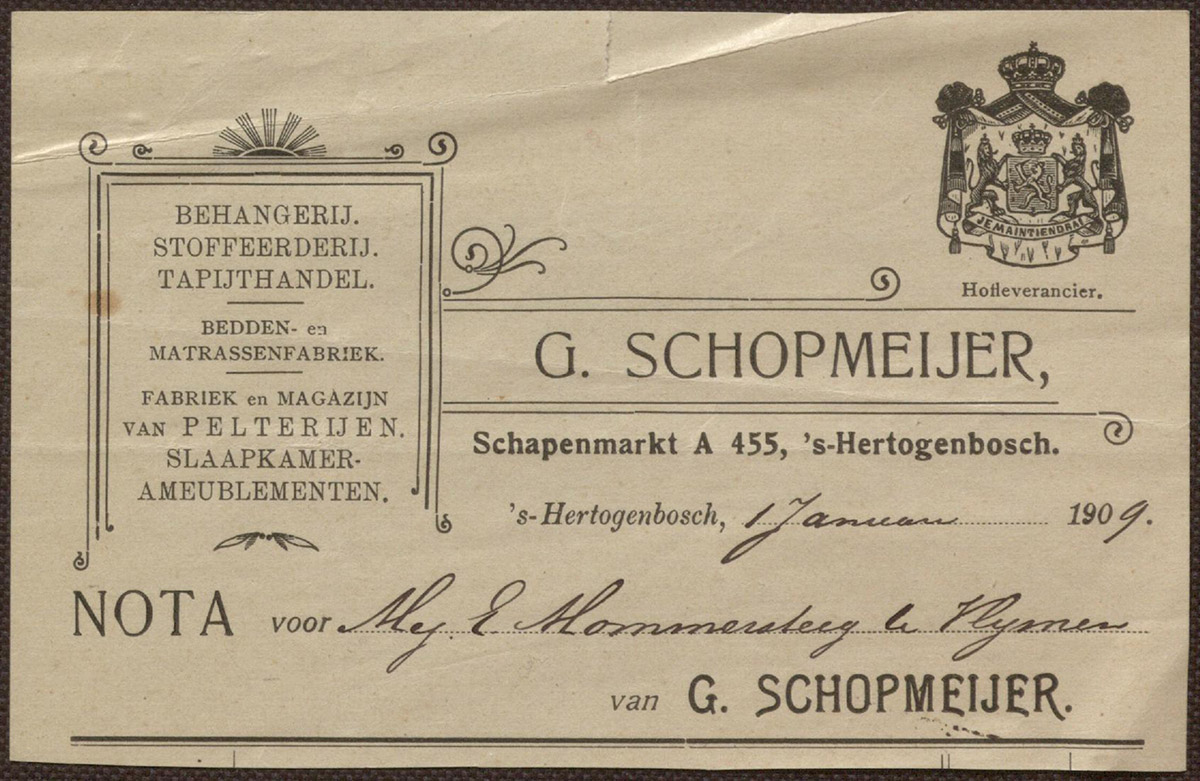 BEHANGERIJ.
STOFFEERDERIJ.
TAPIJTHANDEL.
BEDDEN- en
MATRASSENFABRIEK.
FABRIEK en MAGAZIJN
VAN PELTERIJEN.
SLAAPKAMER-
AMEUBLEMENTEN.
JE MAINTIENDRAI
Hofleverancier.
G. SCHOPMEIJER,
Schapenmarkt A 455, 's-Hertogenbosch.
's-Hertogenbosch, 1 Januari 1909.
NOTA voor Mej. E Mommersteeg te Vlymen
van G. SCHOPMEIJER.